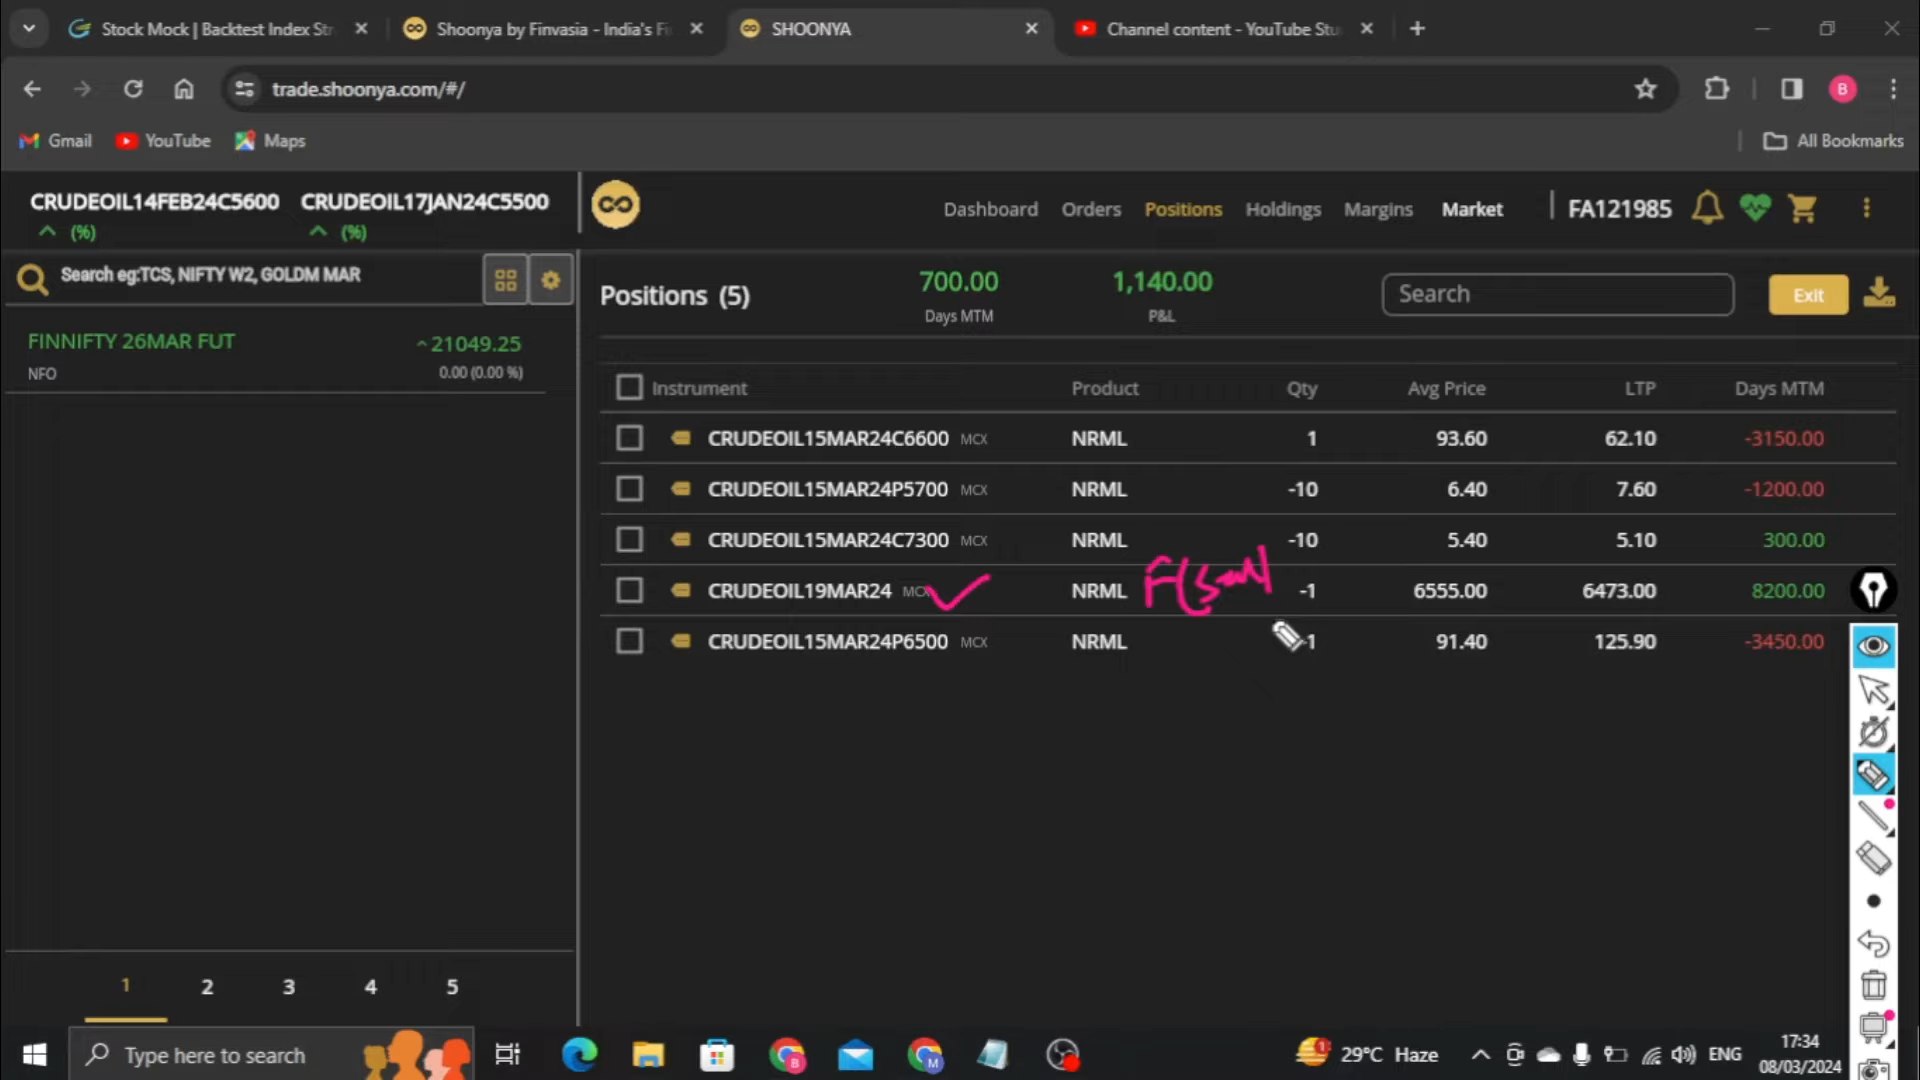 Stock Mock | Backtest Index Str
Shoonya by Finvasia - India's Fi
SHOONYA
Channel content - YouTube Stu
trade.shoonya.com/#/
B
Gmail
YouTube
Maps
All Bookmarks
CRUDEOIL14FEB24C5600
CRUDEOIL17JAN24C5500
(%)
(%)
Dashboard Orders Positions Holdings Margins Market
FA121985
Search eg:TCS, NIFTY W2, GOLDM MAR
FINNIFTY 26MAR FUT 21049.25
NFO 0.00 (0.00 %)
Positions (5)
700.00
Days MTM
1,140.00
P&L
Search
Exit
Instrument Product Qty Avg Price LTP Days MTM
CRUDEOIL15MAR24C6600 MCX NRML 1 93.60 62.10 -3150.00
CRUDEOIL15MAR24P5700 MCX NRML -10 6.40 7.60 -1200.00
CRUDEOIL15MAR24C7300 MCX NRML -10 5.40 5.10 300.00
CRUDEOIL19MAR24 MCX NRML -1 6555.00 6473.00 8200.00
CRUDEOIL15MAR24P6500 MCX NRML -1 91.40 125.90 -3450.00
1 2 3 4 5
Type here to search
B
M
1
29°C Haze
ENG
17:34
08/03/2024